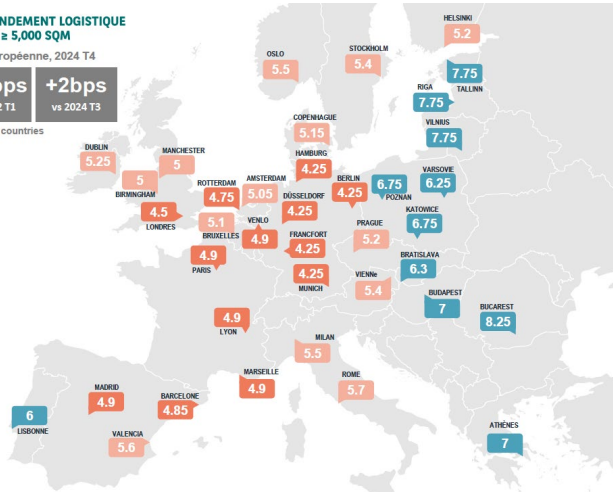 NDEMENT LOGISTIQUE
≥ 5,000 SQM
ropéenne, 2024 T4
ps
+2bps
2 T1
vs 2024 T3
countries
HELSINKI
5.2
OSLO
5.5
STOCKHOLM
5.4
7.75
TALLINN
RIGA
7.75
VILNIUS
7.75
COPENHAGUE
5.15
DUBLIN
5.25
MANCHESTER
5
5
BIRMINGHAM
HAMBURG
4.25
BERLIN
4.25
6.75
POZNAN
VARSOVIE
6.25
ROTTERDAM
4.75
AMSTERDAM
5.05
DÜSSELDORF
4.25
KATOWICE
6.75
4.5
LONDRES
5.1
BRUXELLES
VENLO
4.9
FRANCFORT
4.25
PRAGUE
5.2
4.9
PARIS
4.25
MUNICH
VIENNe
5.4
BRATISLAVA
6.3
BUDAPEST
7
BUCAREST
8.25
4.9
LYON
MILAN
5.5
MARSEILLE
4.9
ROME
5.7
MADRID
4.9
BARCELONE
4.85
6
LISBONNE
VALENCIA
5.6
ATHÈNES
7